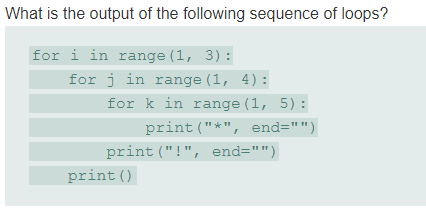 What is the output of the following sequence of loops?
for i in range(1, 3):
    for j in range(1, 4):
        for k in range(1, 5):
            print("*", end="")
        print("!", end="")
    print()